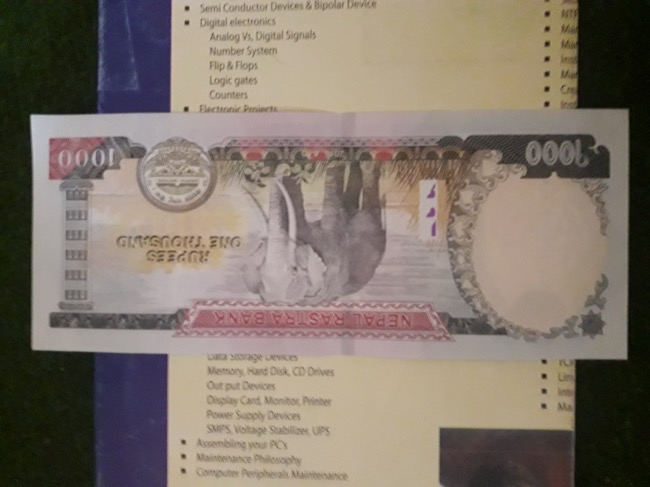 1000
RUPEES
ONE THOUSAND
NEPAL RASTRA BANK
1000
Semi Conductor Devices & Bipolar Device
Digital electronics
Analog Vs. Digital Signals
Number System
Flip & Flops
Logic gates
Counters
Electronic Projects
Data Storage Devices
Memory, Hard Disk, CD Drives
Out put Devices
Display Card, Monitor, Printer
Power Supply Devices
SMPS, Voltage Stabilizer, UPS
Assembling your PCs
Maintenance Philosophy
Computer Peripherals Maintenance